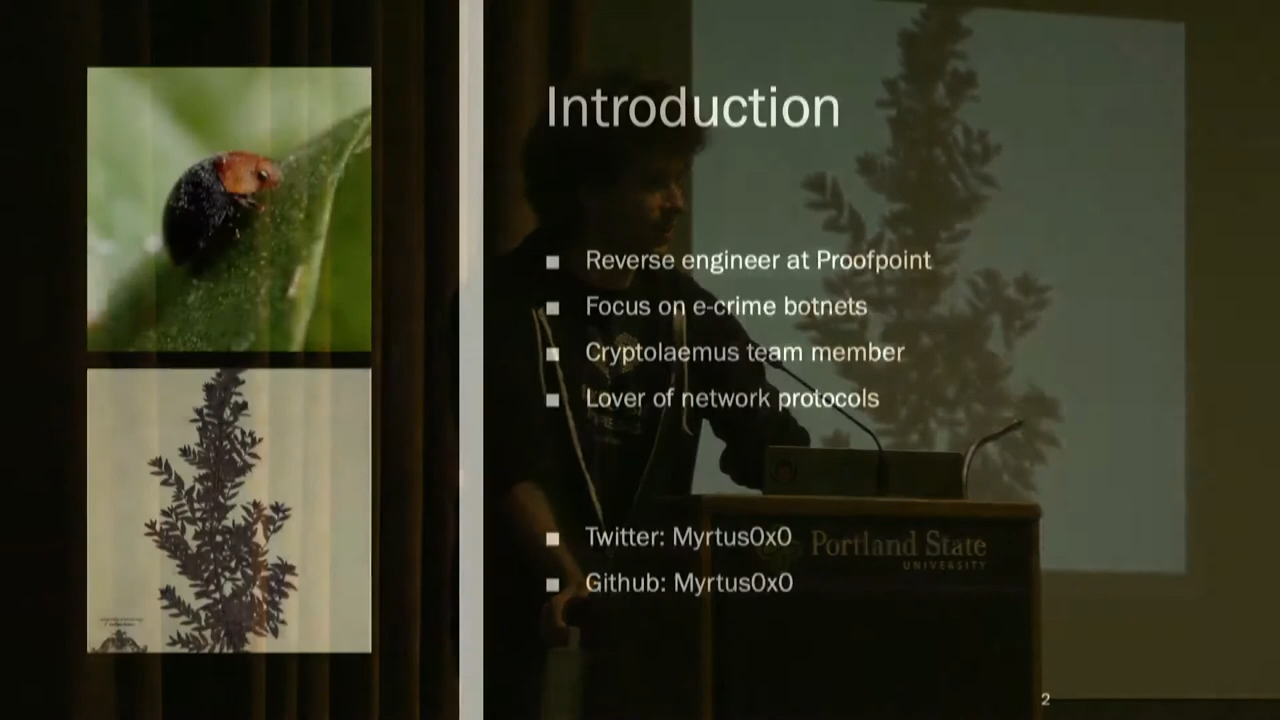 Introduction
Reverse engineer at Proofpoint
Focus on e-crime botnets
Cryptolaemus team member
Lover of network protocols
Twitter: Myrtus0x0
Github: Myrtus0x0
Portland State
UNIVERSITY
2